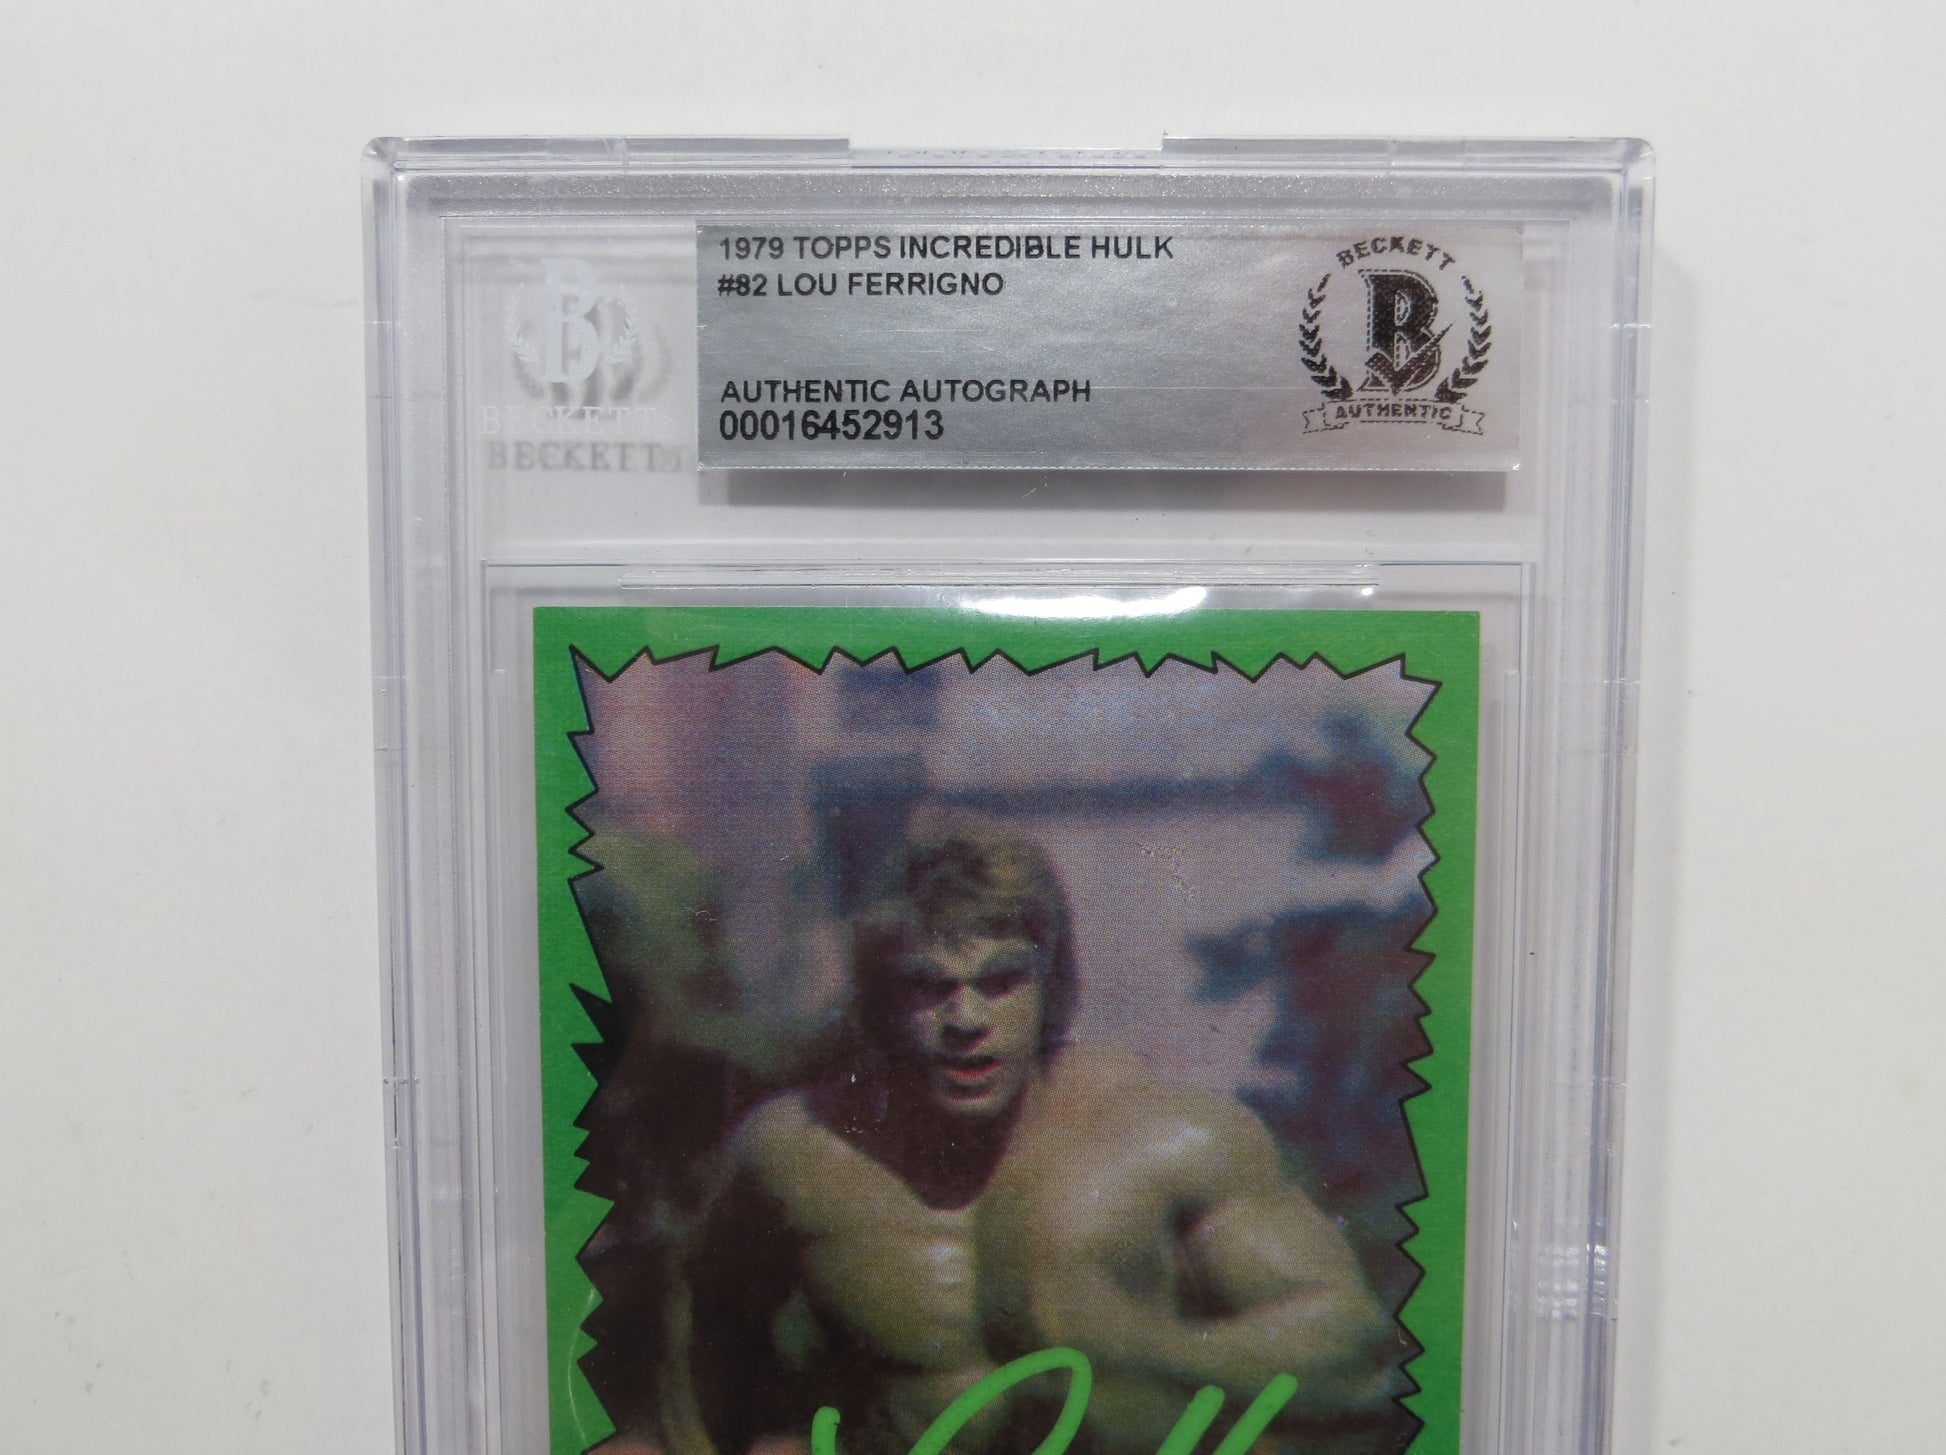 1979 TOPPS INCREDIBLE HULK
#82 LOU FERRIGNO
AUTHENTIC AUTOGRAPH
00016452913
BECKETT
B
AUTHENTIC
B
BECKETT®